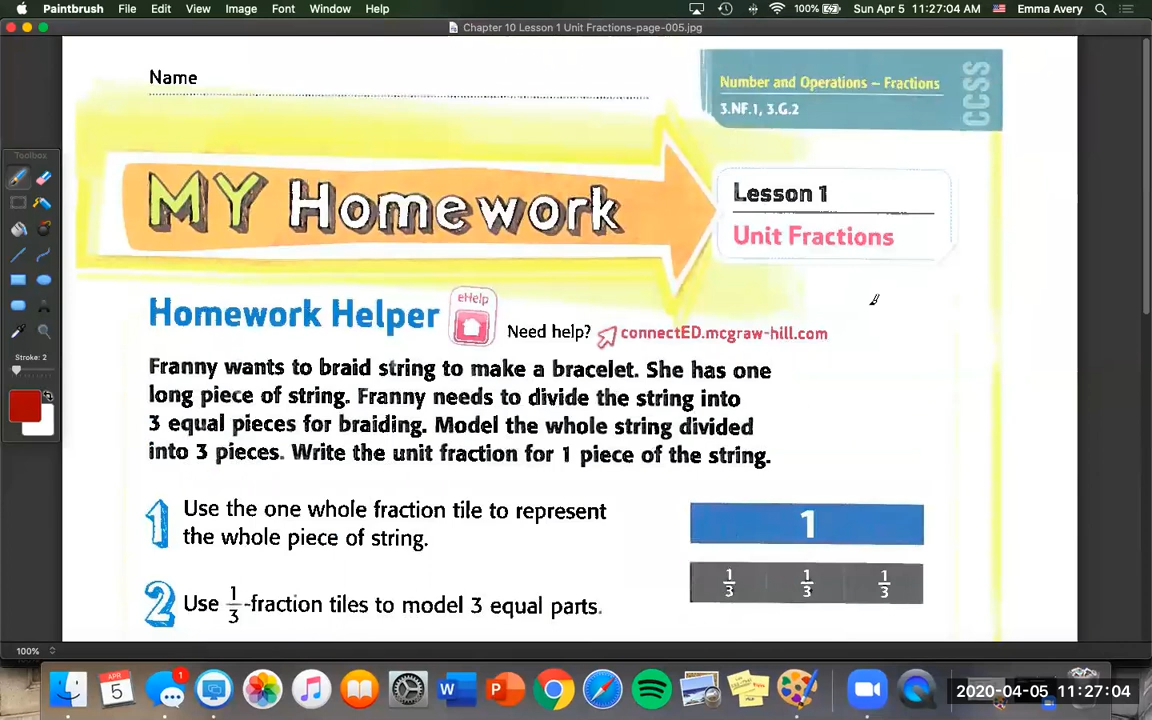 Paintbrush File Edit View Image Font Window Help 100% Sun Apr 5 11:27:04 AM Emma Avery
Chapter 10 Lesson 1 Unit Fractions-page-005.jpg
Name
Number and Operations – Fractions
3.NF.1, 3.G.2
CCSS
MY Homework
Lesson 1
Unit Fractions
Toolbox
Stroke: 2
Homework Helper
eHelp
Need help? connectED.mcgraw-hill.com
Franny wants to braid string to make a bracelet. She has one
long piece of string. Franny needs to divide the string into
3 equal pieces for braiding. Model the whole string divided
into 3 pieces. Write the unit fraction for 1 piece of the string.
1 Use the one whole fraction tile to represent
the whole piece of string.
1
2 Use 1/3-fraction tiles to model 3 equal parts.
1/3 1/3 1/3
100%
APR
5
1
W
P
2020-04-05 11:27:04